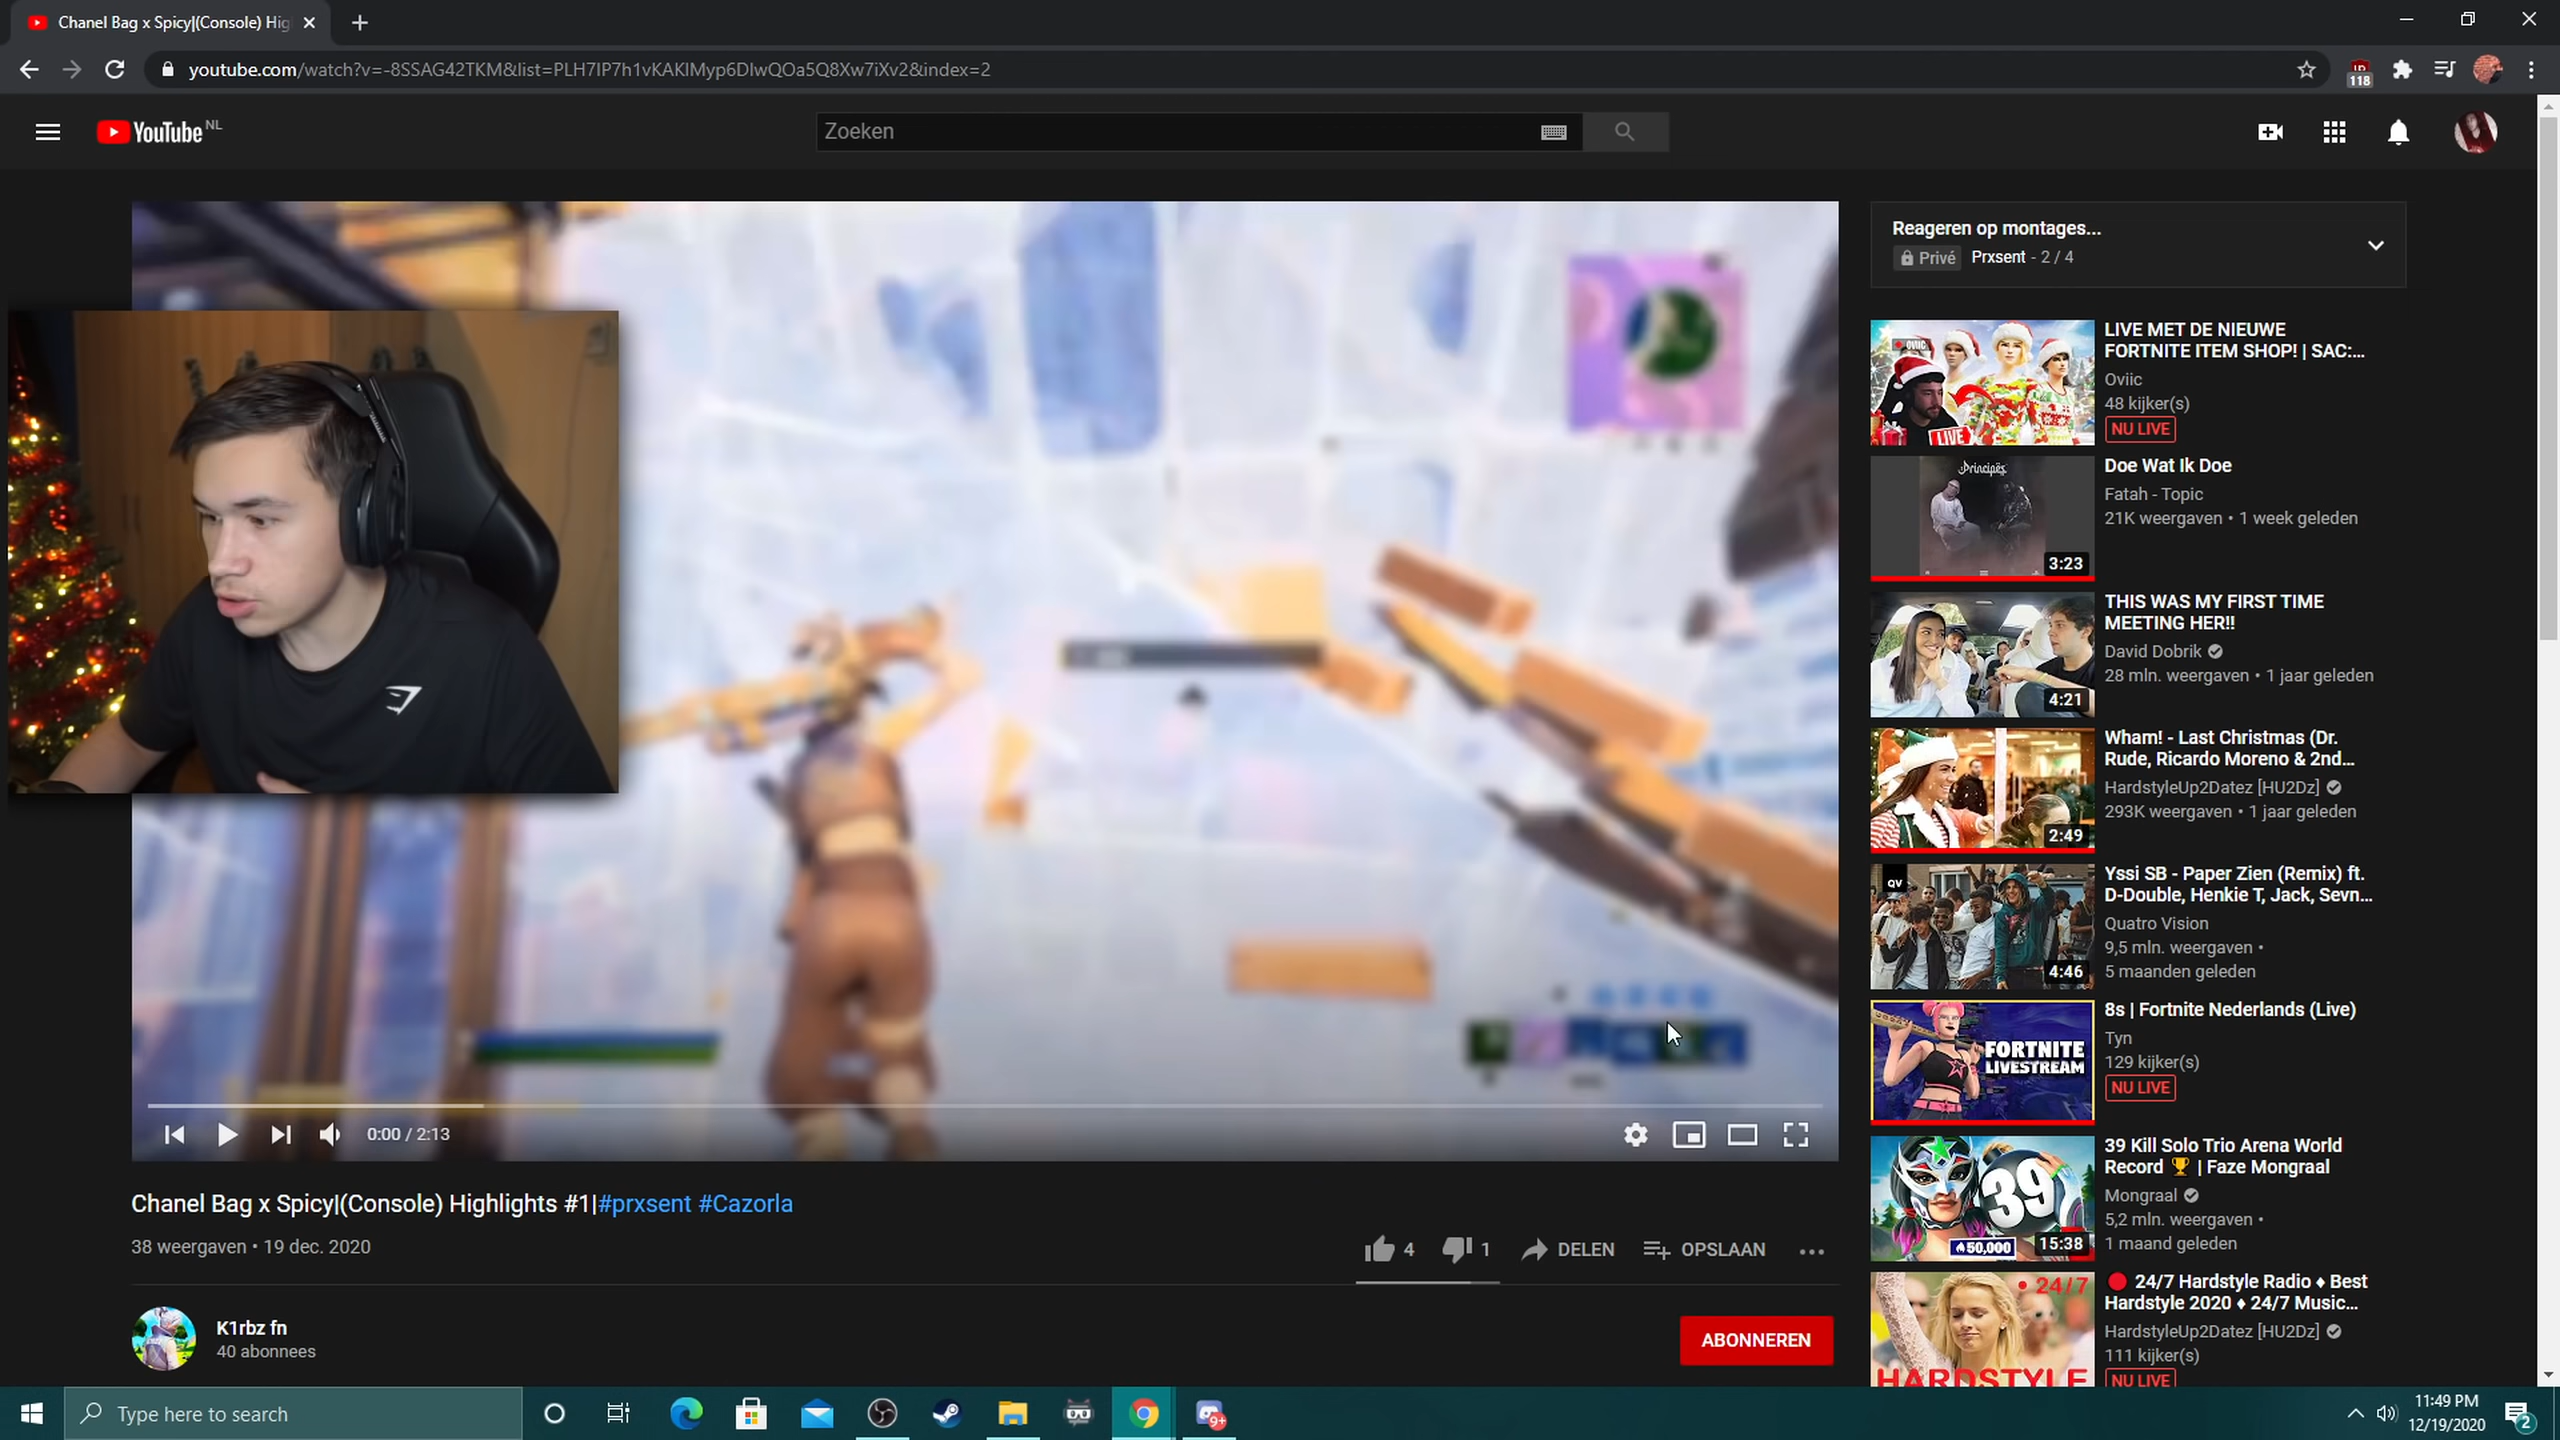 Chanel Bag x Spicy|(Console) Hig
youtube.com/watch?v=-8SSAG42TKM&list=PLH7IP7h1vKAKlMyp6DlwQOa5Q8Xw7iXv2&index=2
118
YouTube NL
Zoeken
Reageren op montages...
Privé Prxsent - 2 / 4
LIVE MET DE NIEUWE
FORTNITE ITEM SHOP! | SAC:...
Oviic
48 kijker(s)
NU LIVE
OVIIC
LIVE
Doe Wat Ik Doe
Fatah - Topic
21K weergaven • 1 week geleden
Principes
3:23
THIS WAS MY FIRST TIME
MEETING HER!!
David Dobrik
28 mln. weergaven • 1 jaar geleden
4:21
Wham! - Last Christmas (Dr.
Rude, Ricardo Moreno & 2nd...
HardstyleUp2Datez [HU2Dz]
293K weergaven • 1 jaar geleden
2:49
Yssi SB - Paper Zien (Remix) ft.
D-Double, Henkie T, Jack, Sevn...
Quatro Vision
9,5 mln. weergaven •
5 maanden geleden
QV
4:46
8s | Fortnite Nederlands (Live)
Tyn
129 kijker(s)
NU LIVE
FORTNITE
LIVESTREAM
39 Kill Solo Trio Arena World
Record 🏆 | Faze Mongraal
Mongraal
5,2 mln. weergaven •
1 maand geleden
39
50,000
15:38
🔴 24/7 Hardstyle Radio ♦ Best
Hardstyle 2020 ♦ 24/7 Music...
HardstyleUp2Datez [HU2Dz]
111 kijker(s)
NU LIVE
• 24/7
HARDSTYLE
0:00 / 2:13
Chanel Bag x Spicy|(Console) Highlights #1|#prxsent #Cazorla
38 weergaven • 19 dec. 2020
4 1 DELEN OPSLAAN
K1rbz fn
40 abonnees
ABONNEREN
Type here to search
9+
11:49 PM
12/19/2020
2